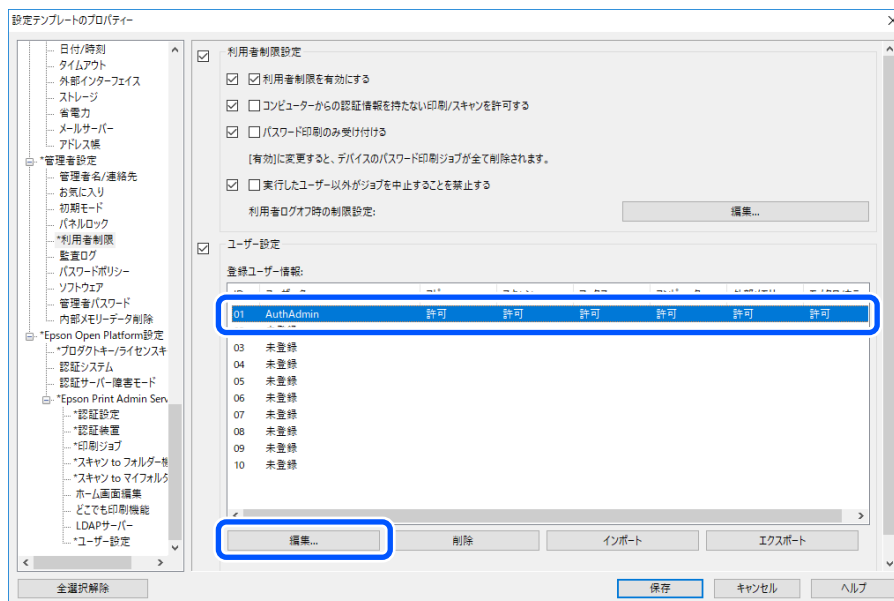 設定テンプレートのプロパティー
日付/時刻
タイムアウト
外部インターフェイス
ストレージ
省電力
メールサーバー
アドレス帳
*管理者設定
管理者名/連絡先
お気に入り
初期モード
パネルロック
*利用者制限
監査ログ
パスワードポリシー
ソフトウェア
管理者パスワード
内部メモリーデータ削除
*Epson Open Platform設定
*プロダクトキー/ライセンスキ
認証システム
認証サーバー障害モード
*Epson Print Admin Serv
*認証設定
*認証装置
*印刷ジョブ
*スキャン to フォルダー機
*スキャン to マイフォルダ
ホーム画面編集
どこでも印刷機能
LDAPサーバー
*ユーザー設定
利用者制限設定
利用者制限を有効にする
コンピューターからの認証情報を持たない印刷/スキャンを許可する
パスワード印刷のみ受け付ける
[有効]に変更すると、デバイスのパスワード印刷ジョブが全て削除されます。
実行したユーザー以外がジョブを中止することを禁止する
利用者ログオフ時の制限設定: 編集...
ユーザー設定
登録ユーザー情報:
01 AuthAdmin 許可 許可 許可 許可 許可 許可
03 未登録
04 未登録
05 未登録
06 未登録
07 未登録
08 未登録
09 未登録
10 未登録
編集... 削除 インポート エクスポート
全選択解除 保存 キャンセル ヘルプ